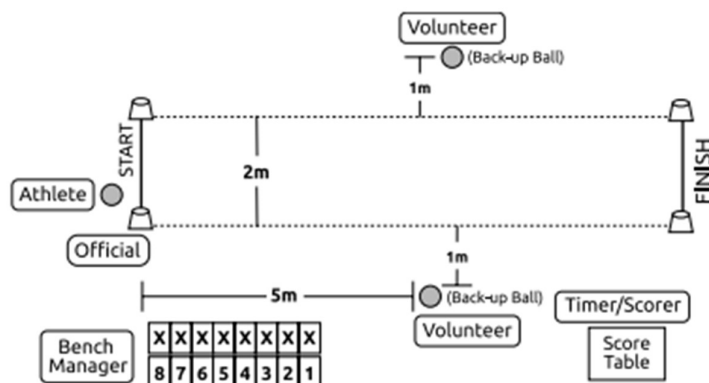 Volunteer
(Back-up Ball)
1m
START
2m
FINISH
Athlete
Official
1m
5m
(Back-up Ball)
Volunteer
Timer/Scorer
Bench
Manager
X X X X X X X X
8 7 6 5 4 3 2 1
Score
Table